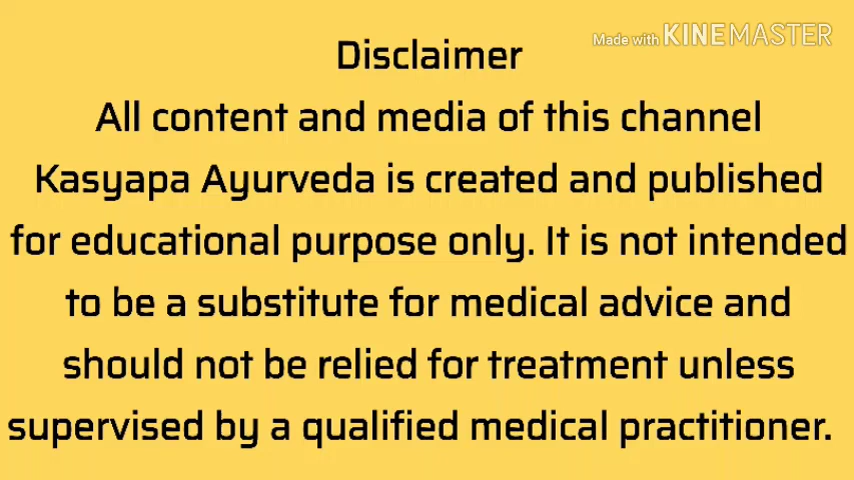 Made with KINEMASTER
Disclaimer
All content and media of this channel
Kasyapa Ayurveda is created and published
for educational purpose only. It is not intended
to be a substitute for medical advice and
should not be relied for treatment unless
supervised by a qualified medical practitioner.